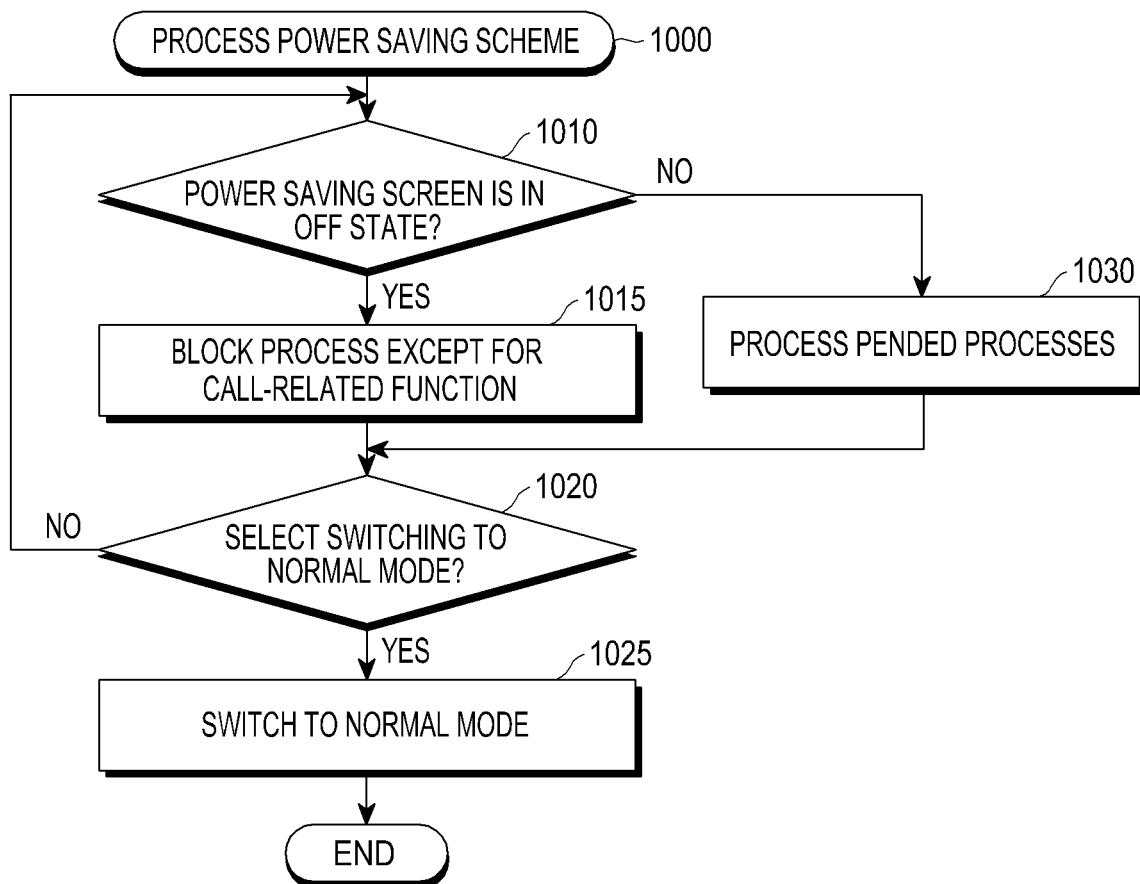 PROCESS POWER SAVING SCHEME
1000
1010
POWER SAVING SCREEN IS IN
OFF STATE?
NO
YES
1015
BLOCK PROCESS EXCEPT FOR
CALL-RELATED FUNCTION
1030
PROCESS PENDED PROCESSES
1020
SELECT SWITCHING TO
NORMAL MODE?
NO
YES
1025
SWITCH TO NORMAL MODE
END